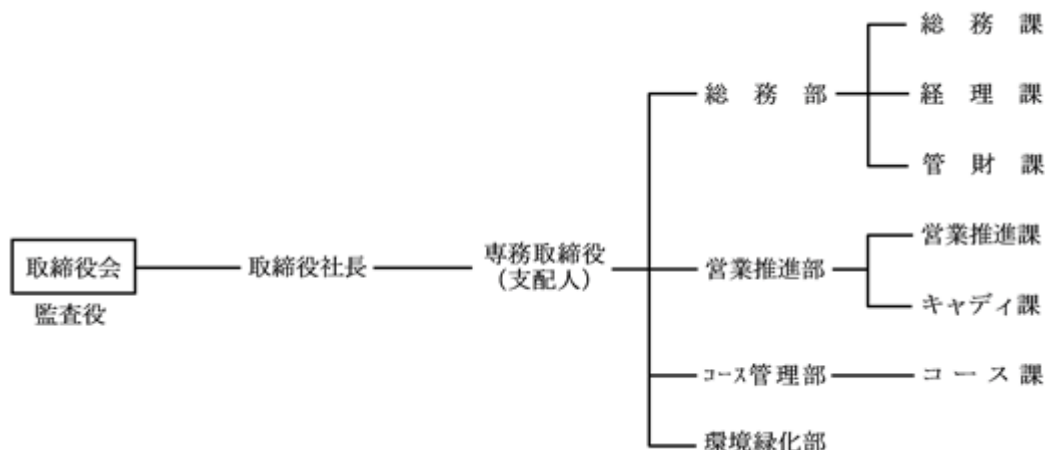 総務課
総務部
経理課
管財課
取締役会
監査役
取締役社長
専務取締役
（支配人）
営業推進部
営業推進課
キャディ課
コース管理部
コース課
環境緑化部